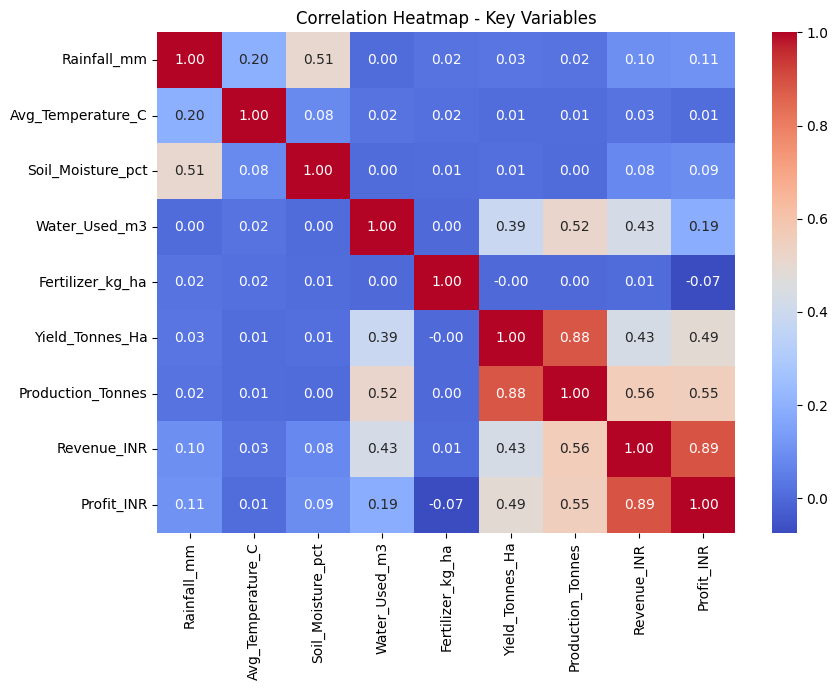 Correlation Heatmap - Key Variables
Rainfall_mm 1.00 0.20 0.51 0.00 0.02 0.03 0.02 0.10 0.11
Avg_Temperature_C 0.20 1.00 0.08 0.02 0.02 0.01 0.01 0.03 0.01
Soil_Moisture_pct 0.51 0.08 1.00 0.00 0.01 0.01 0.00 0.08 0.09
Water_Used_m3 0.00 0.02 0.00 1.00 0.00 0.39 0.52 0.43 0.19
Fertilizer_kg_ha 0.02 0.02 0.01 0.00 1.00 -0.00 0.00 0.01 -0.07
Yield_Tonnes_Ha 0.03 0.01 0.01 0.39 -0.00 1.00 0.88 0.43 0.49
Production_Tonnes 0.02 0.01 0.00 0.52 0.00 0.88 1.00 0.56 0.55
Revenue_INR 0.10 0.03 0.08 0.43 0.01 0.43 0.56 1.00 0.89
Profit_INR 0.11 0.01 0.09 0.19 -0.07 0.49 0.55 0.89 1.00
Rainfall_mm
Avg_Temperature_C
Soil_Moisture_pct
Water_Used_m3
Fertilizer_kg_ha
Yield_Tonnes_Ha
Production_Tonnes
Revenue_INR
Profit_INR
1.0
0.8
0.6
0.4
0.2
0.0